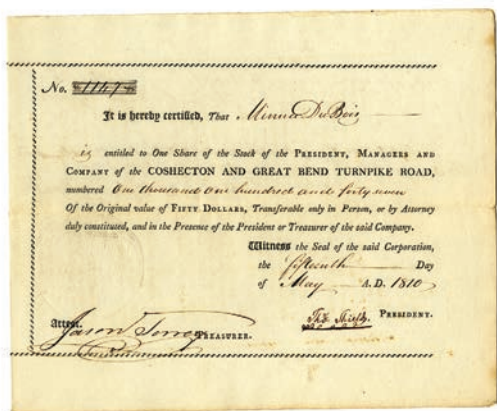 No. 1147
It is hereby certified, That Minna DuBois
is entitled to One Share of the Stock of the PRESIDENT, MANAGERS AND
COMPANY of the COSHECTON AND GREAT BEND TURNPIKE ROAD,
numbered One thousand one hundred and forty seven
Of the Original value of FIFTY DOLLARS, Transferable only in Person, or by Attorney
duly constituted, and in the Presence of the President or Treasurer of the said Company.
Witness the Seal of the said Corporation,
the fifteenth Day
of May A.D. 1810
Attest. Jason Torrey TREASURER.
Thos. Shields PRESIDENT.